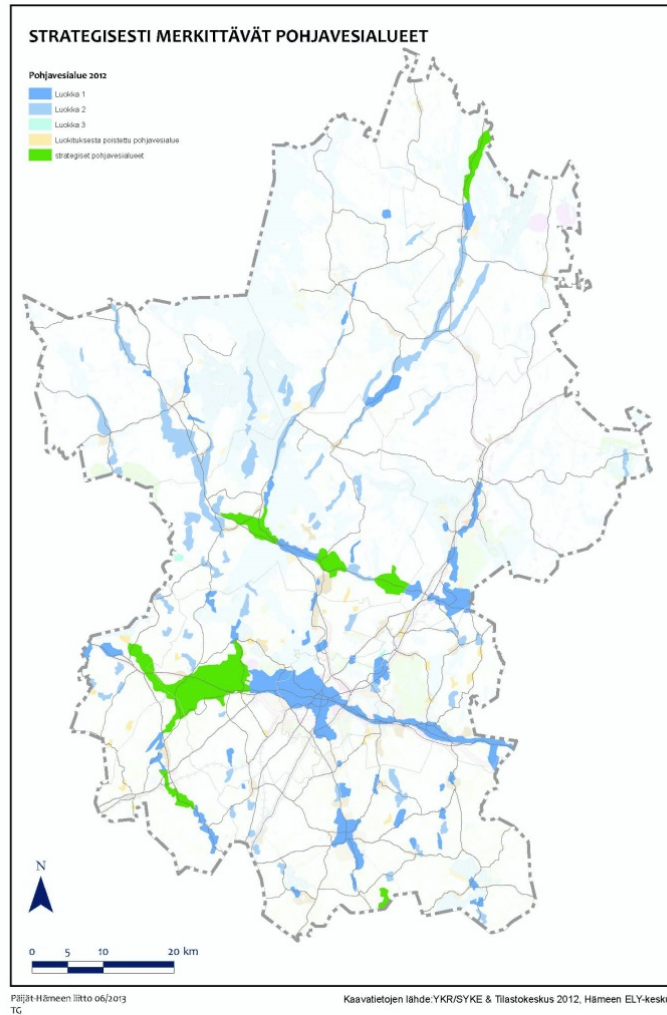 STRATEGISESTI MERKITTÄVÄT POHJAVESIALUEET
Pohjavesialue 2012
Luokka 1
Luokka 2
Luokka 3
Luokituksesta poistettu pohjavesialue
strategiset pohjavesialueet
N
0 5 10 20 km
Päijät-Hämeen liitto 06/2013
TG
Kaavatietojen lähde:YKR/SYKE & Tilastokeskus 2012, Hämeen ELY-kesku